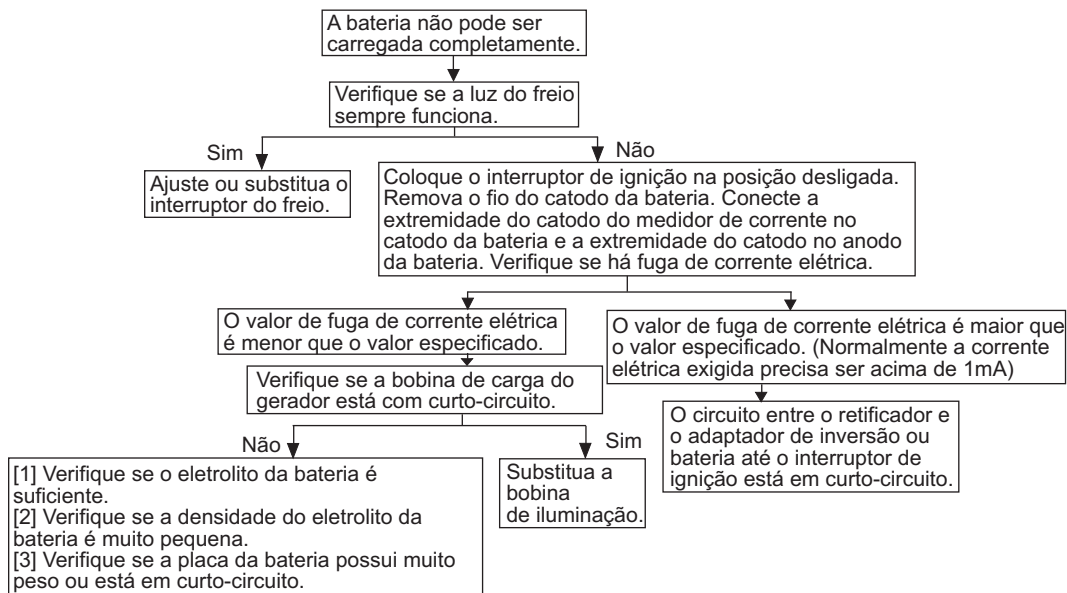 A bateria não pode ser
carregada completamente.
Verifique se a luz do freio
sempre funciona.
Sim
Não
Ajuste ou substitua o
interruptor do freio.
Coloque o interruptor de ignição na posição desligada.
Remova o fio do catodo da bateria. Conecte a
extremidade do catodo do medidor de corrente no
catodo da bateria e a extremidade do catodo no anodo
da bateria. Verifique se há fuga de corrente elétrica.
O valor de fuga de corrente elétrica
é menor que o valor especificado.
O valor de fuga de corrente elétrica é maior que
o valor especificado. (Normalmente a corrente
elétrica exigida precisa ser acima de 1mA)
Verifique se a bobina de carga do
gerador está com curto-circuito.
O circuito entre o retificador e
o adaptador de inversão ou
bateria até o interruptor de
ignição está em curto-circuito.
Não
Sim
[1] Verifique se o eletrolito da bateria é
suficiente.
[2] Verifique se a densidade do eletrolito da
bateria é muito pequena.
[3] Verifique se a placa da bateria possui muito
peso ou está em curto-circuito.
Substitua a
bobina
de iluminação.